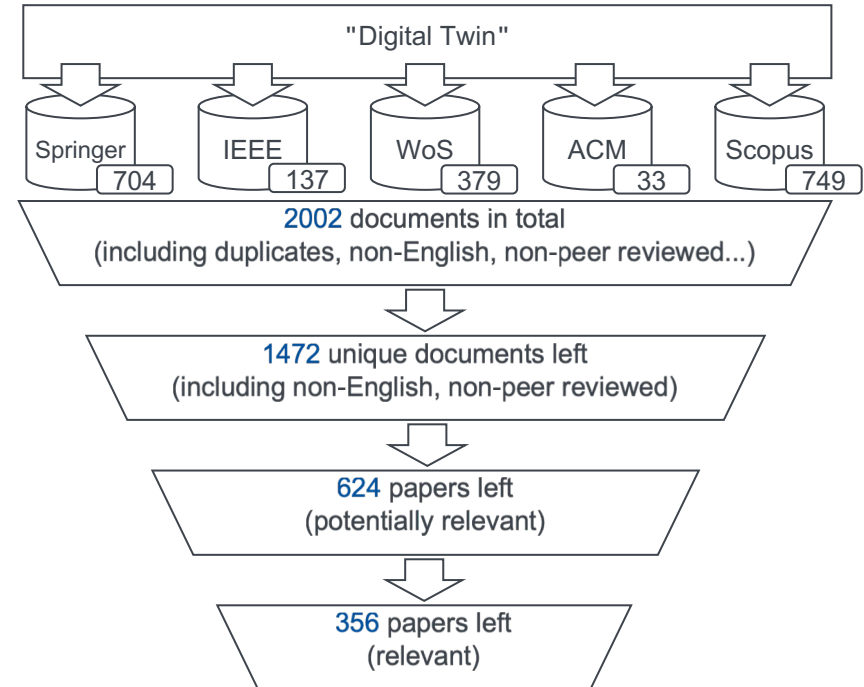 "Digital Twin"
Springer
IEEE
WoS
ACM
Scopus
704
137
379
33
749
2002 documents in total
(including duplicates, non-English, non-peer reviewed...)
1472 unique documents left
(including non-English, non-peer reviewed)
624 papers left
(potentially relevant)
356 papers left
(relevant)